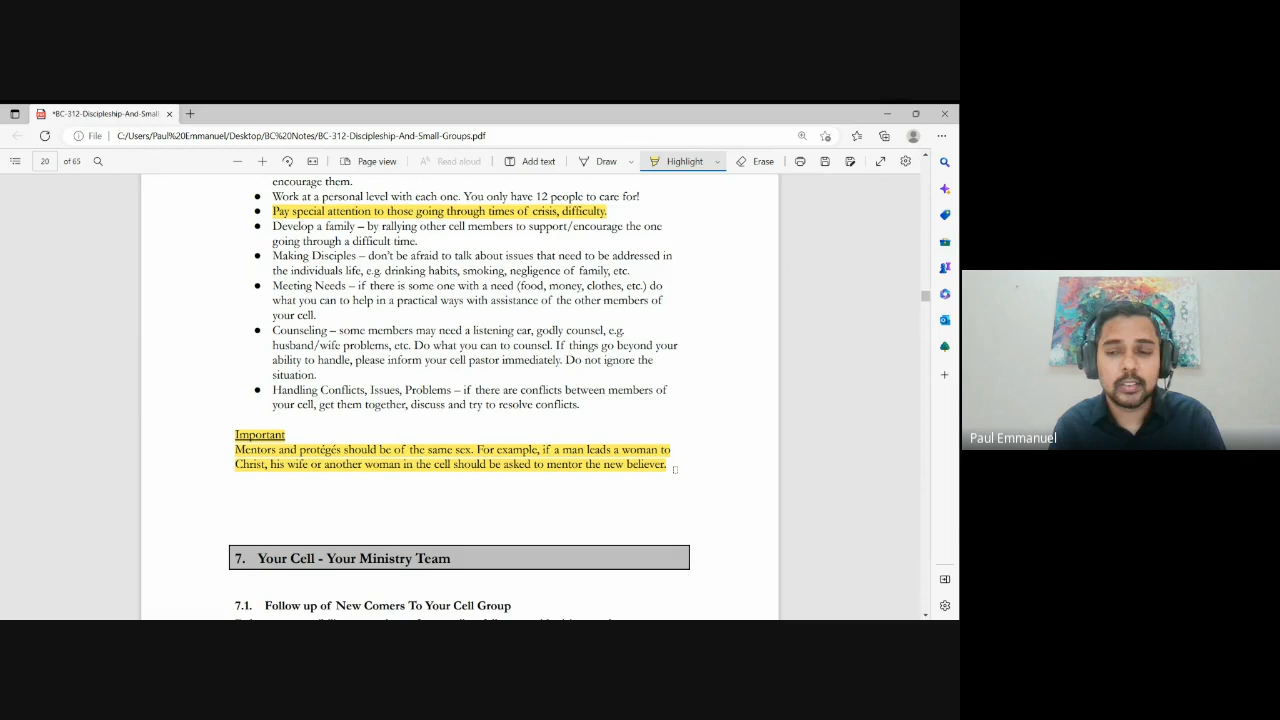 *BC-312-Discipleship-And-Small
File
C:/Users/Paul%20Emmanuel/Desktop/BC%20Notes/BC-312-Discipleship-And-Small-Groups.pdf
20 of 65
Page view
Read aloud
Add text
Draw
Highlight
Erase
encourage them.
● Work at a personal level with each one. You only have 12 people to care for!
● Pay special attention to those going through times of crisis, difficulty.
● Develop a family – by rallying other cell members to support/encourage the one
going through a difficult time.
● Making Disciples – don't be afraid to talk about issues that need to be addressed in
the individuals life, e.g. drinking habits, smoking, negligence of family, etc.
● Meeting Needs – if there is some one with a need (food, money, clothes, etc.) do
what you can to help in a practical ways with assistance of the other members of
your cell.
● Counseling – some members may need a listening ear, godly counsel, e.g.
husband/wife problems, etc. Do what you can to counsel. If things go beyond your
ability to handle, please inform your cell pastor immediately. Do not ignore the
situation.
● Handling Conflicts, Issues, Problems – if there are conflicts between members of
your cell, get them together, discuss and try to resolve conflicts.
Important
Mentors and protégés should be of the same sex. For example, if a man leads a woman to
Christ, his wife or another woman in the cell should be asked to mentor the new believer.
7. Your Cell - Your Ministry Team
7.1. Follow up of New Comers To Your Cell Group
Paul Emmanuel